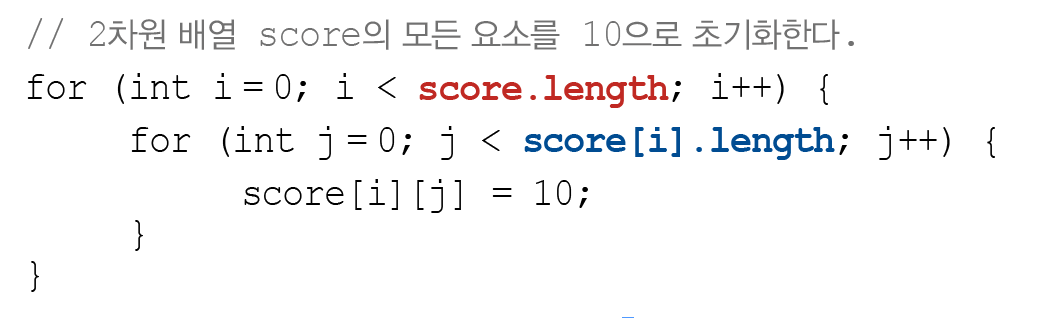 // 2차원 배열 score의 모든 요소를 10으로 초기화한다.
for (int i=0; i < score.length; i++) {
    for (int j=0; j < score[i].length; j++) {
        score[i][j] = 10;
    }
}